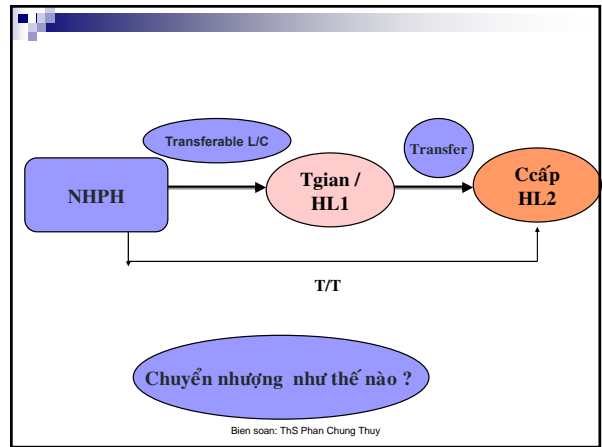 Transferable L/C
Transfer
NHPH
Tgian /
HL1
Ccấp
HL2
T/T
Chuyển nhượng như thế nào ?
Bien soan: ThS Phan Chung Thuy